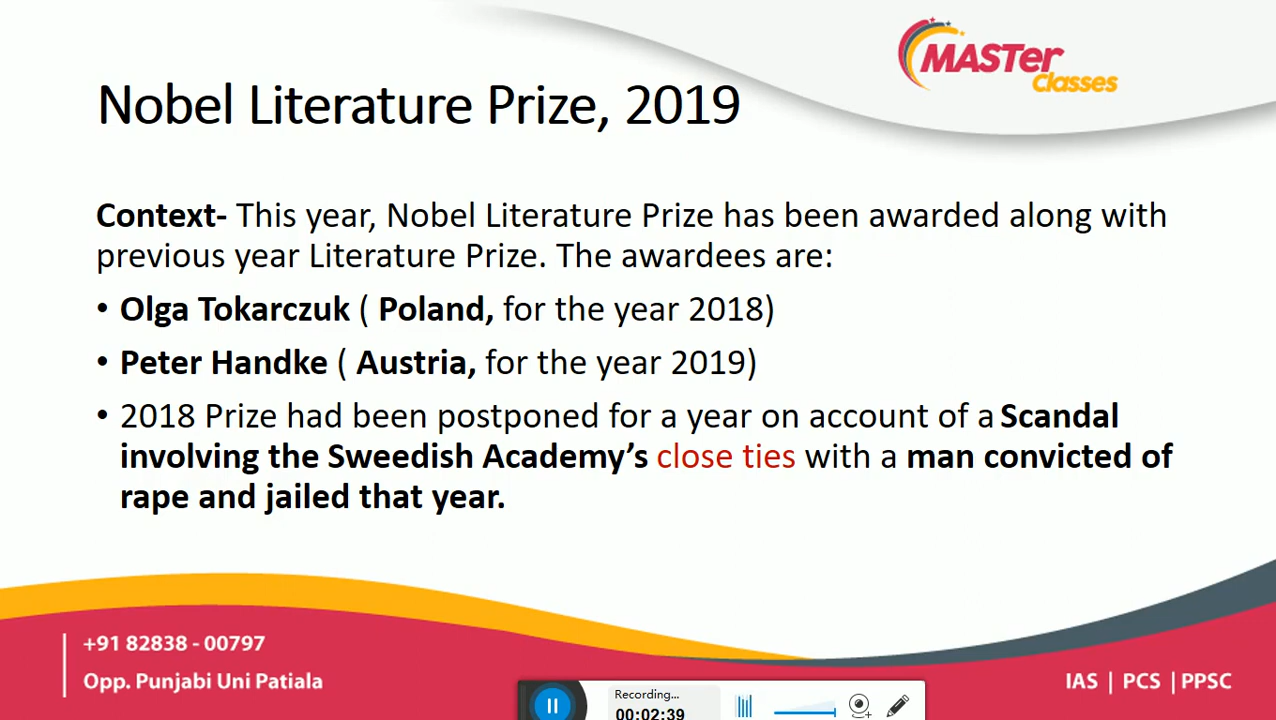 MASTer
Classes
Nobel Literature Prize, 2019
Context- This year, Nobel Literature Prize has been awarded along with
previous year Literature Prize. The awardees are:
• Olga Tokarczuk ( Poland, for the year 2018)
• Peter Handke ( Austria, for the year 2019)
• 2018 Prize had been postponed for a year on account of a Scandal
involving the Sweedish Academy’s close ties with a man convicted of
rape and jailed that year.
+91 82838 - 00797
Opp. Punjabi Uni Patiala
IAS | PCS | PPSC
Recording...
00:02:39